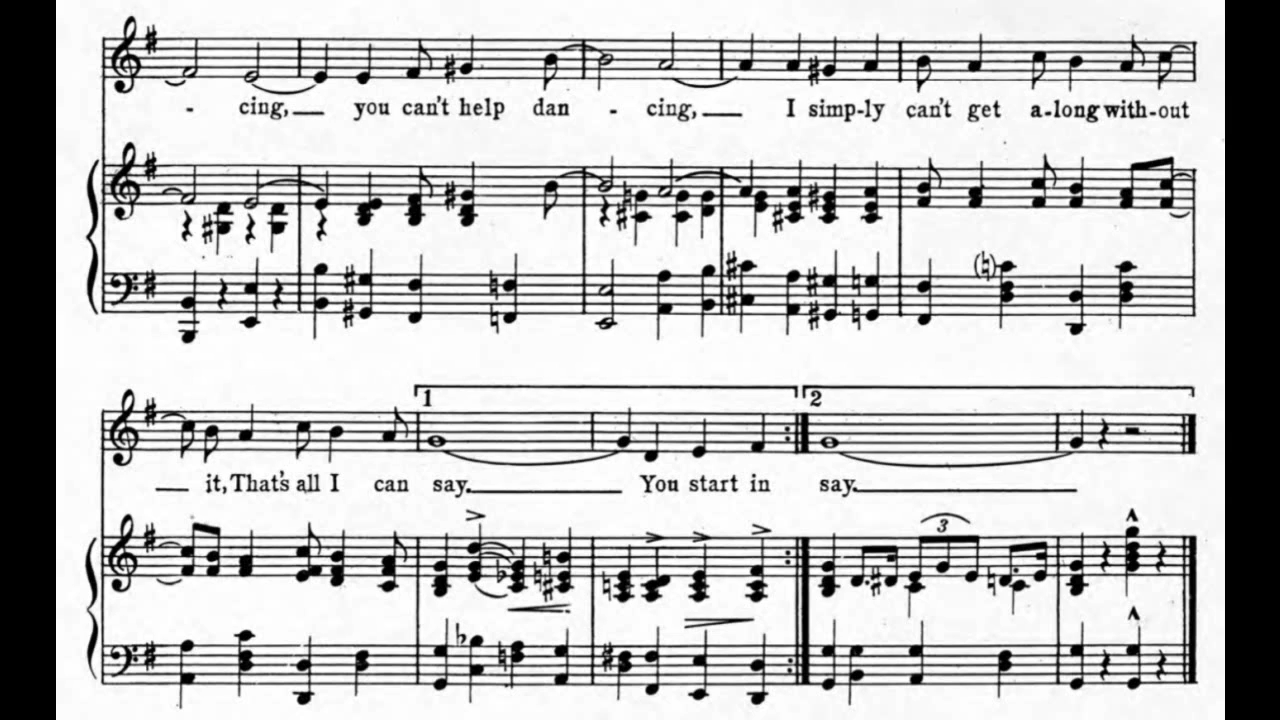 - cing, you can't help dan - cing, I simp-ly can't get a-long with-out
1 2
it, That's all I can say. You start in say.
3